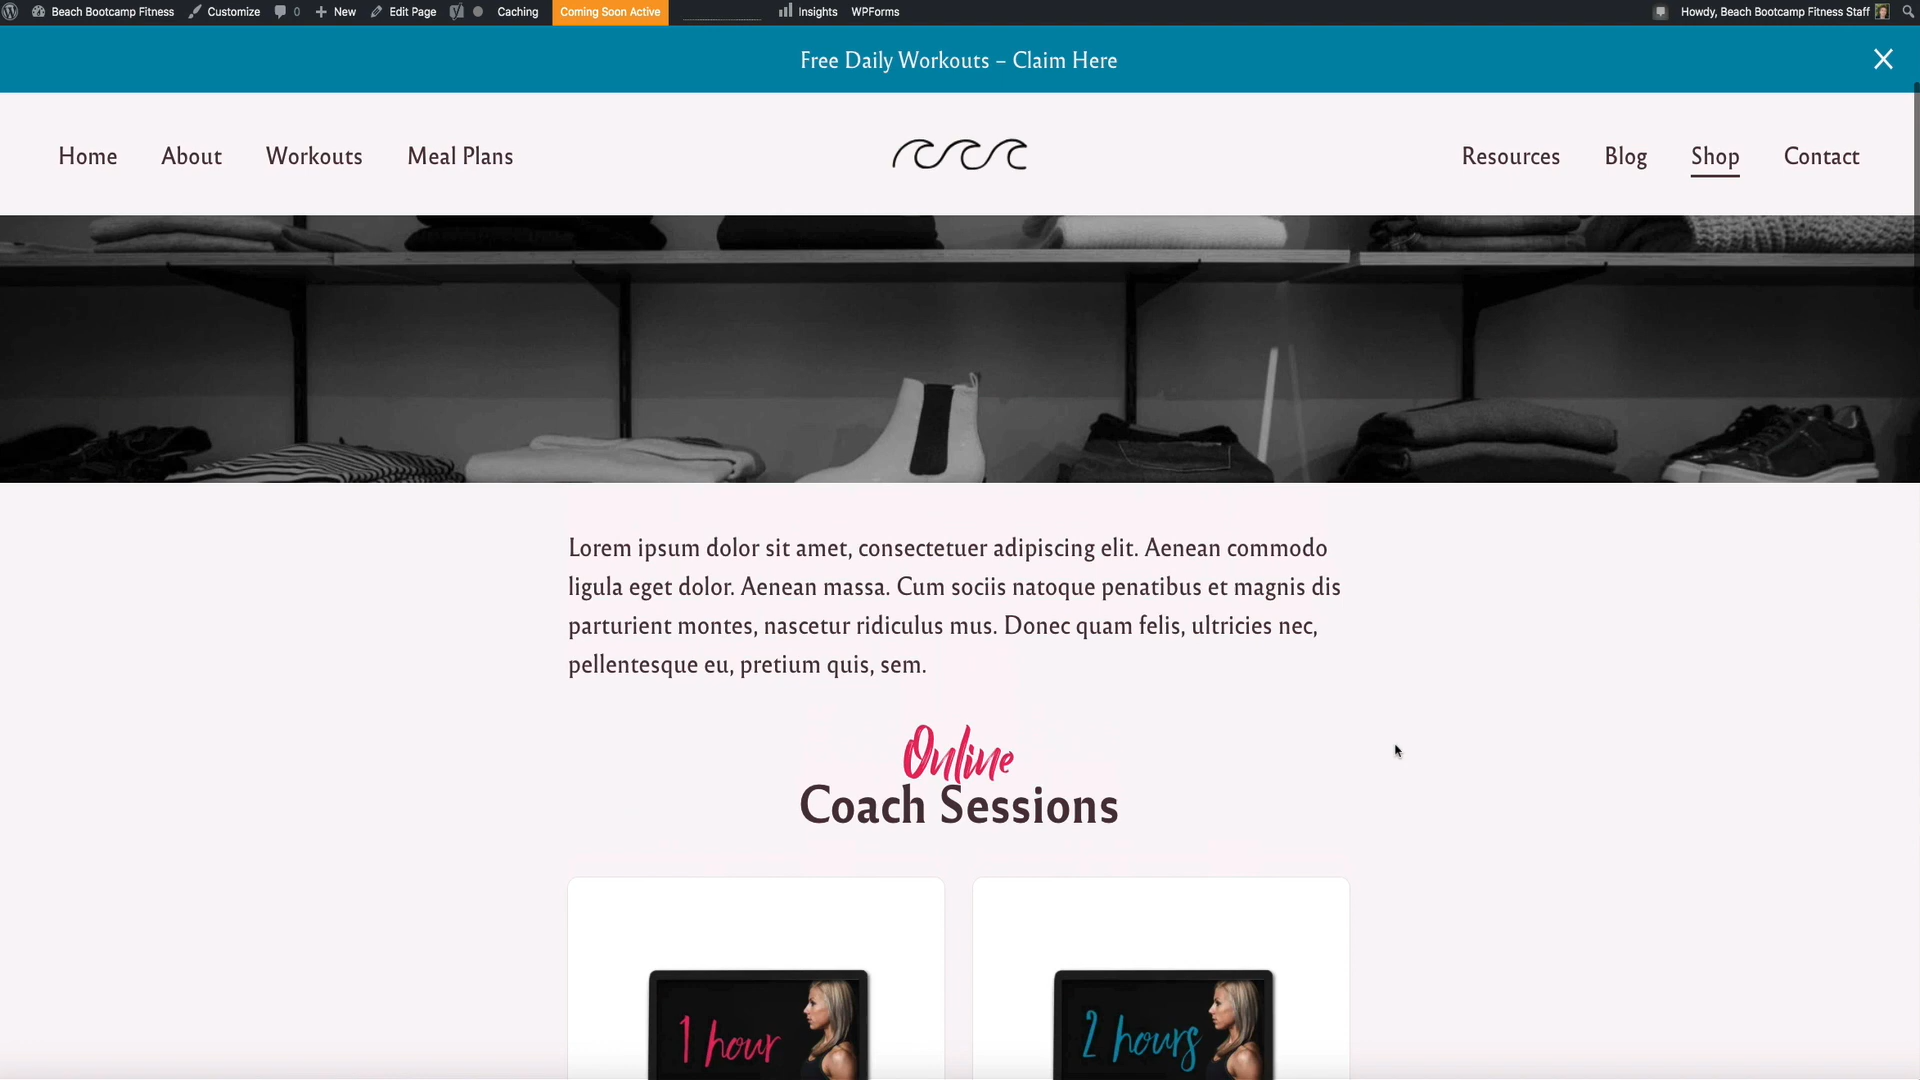 Beach Bootcamp Fitness
Customize
0
New
Edit Page
Caching
Coming Soon Active
Insights
WPForms
Howdy, Beach Bootcamp Fitness Staff
Free Daily Workouts – Claim Here
Home
About
Workouts
Meal Plans
Resources
Blog
Shop
Contact
Lorem ipsum dolor sit amet, consectetuer adipiscing elit. Aenean commodo
ligula eget dolor. Aenean massa. Cum sociis natoque penatibus et magnis dis
parturient montes, nascetur ridiculus mus. Donec quam felis, ultricies nec,
pellentesque eu, pretium quis, sem.
Online
Coach Sessions
1 hour
2 hours